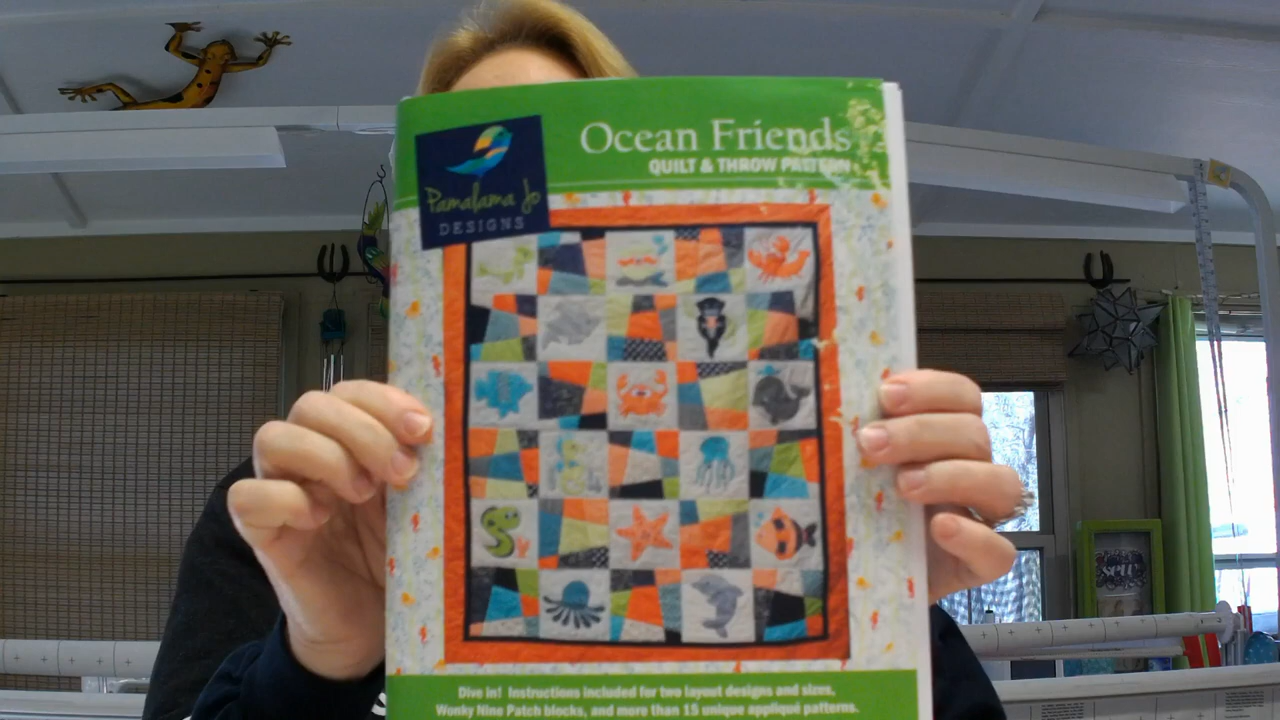 Ocean Friends
QUILT & THROW PATTERN
Pamalama Jo
DESIGNS
Dive in! Instructions included for two layout designs and sizes,
Wonky Nine Patch blocks, and more than 15 unique appliqué patterns.
sew